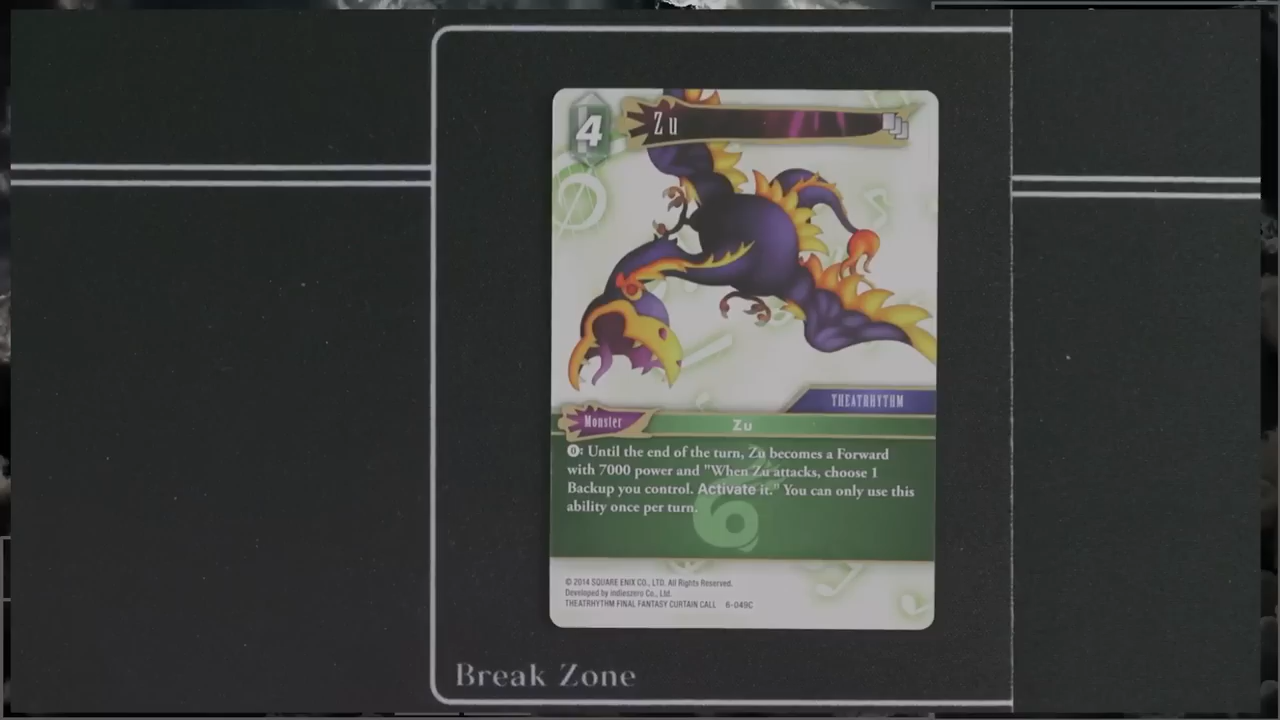 4
Zu
THEATRHYTHM
Monster
Zu
0: Until the end of the turn, Zu becomes a Forward
with 7000 power and "When Zu attacks, choose 1
Backup you control. Activate it." You can only use this
ability once per turn.
6
© 2014 SQUARE ENIX CO., LTD. All Rights Reserved.
Developed by indieszero Co., Ltd.
THEATRHYTHM FINAL FANTASY CURTAIN CALL 6-049C
Break Zone